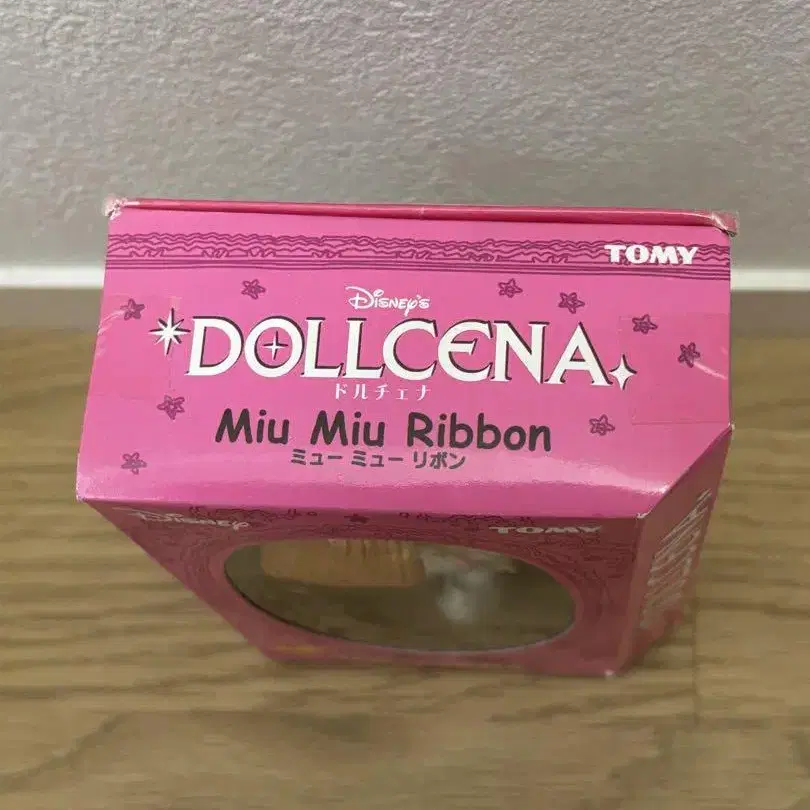 TOMY
Disney's
DOLLCENA
ドルチェナ
Miu Miu Ribbon
ミュー ミュー リボン
Disney
TOMY